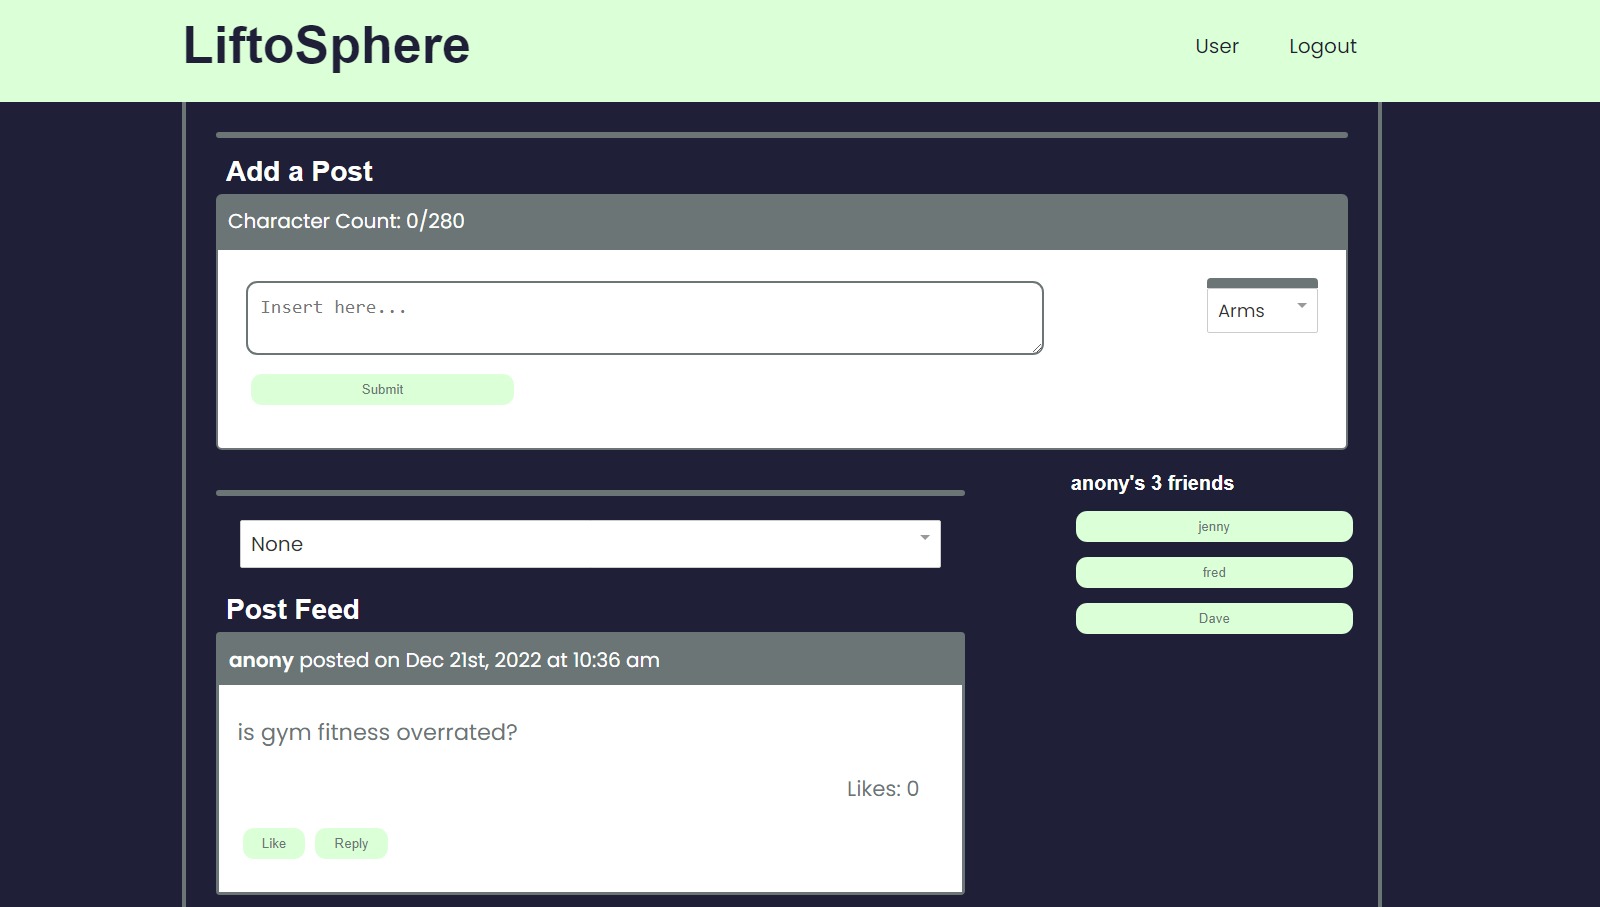 LiftoSphere
User Logout
Add a Post
Character Count: 0/280
Insert here...
Arms
Submit
anony's 3 friends
jenny
fred
Dave
None
Post Feed
anony posted on Dec 21st, 2022 at 10:36 am
is gym fitness overrated?
Likes: 0
Like Reply